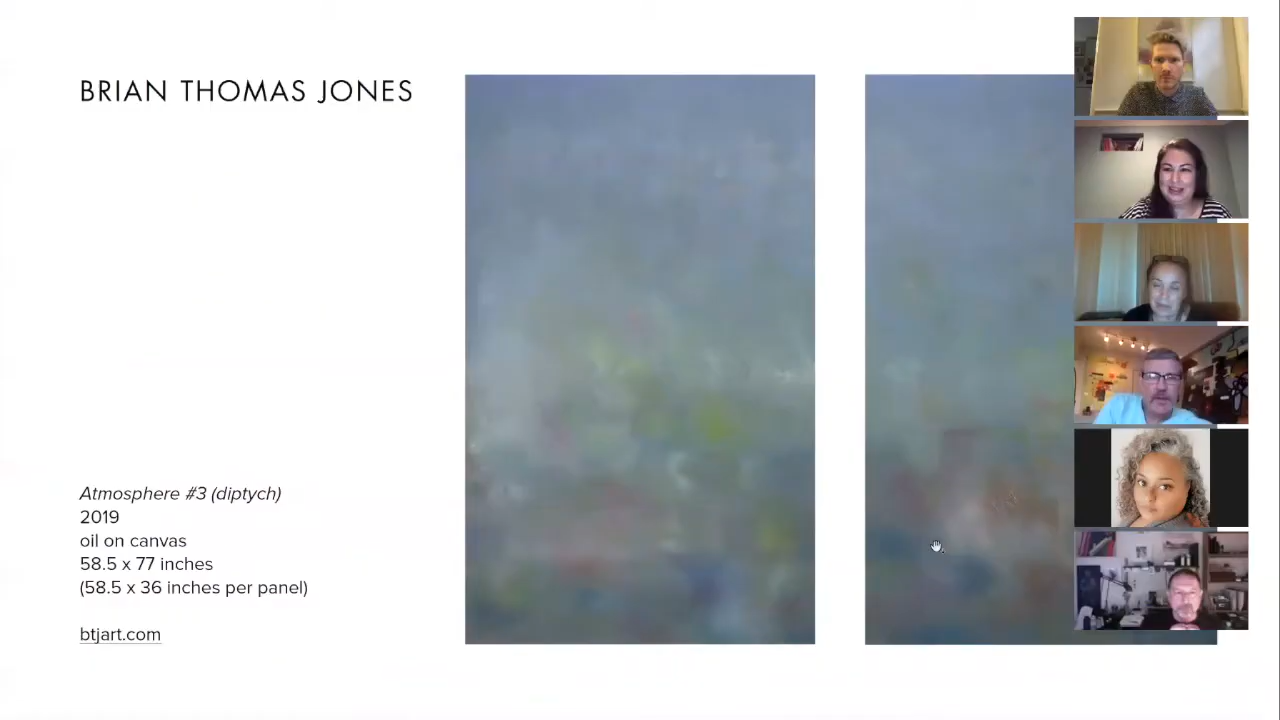 BRIAN THOMAS JONES
Atmosphere #3 (diptych)
2019
oil on canvas
58.5 x 77 inches
(58.5 x 36 inches per panel)
btjart.com